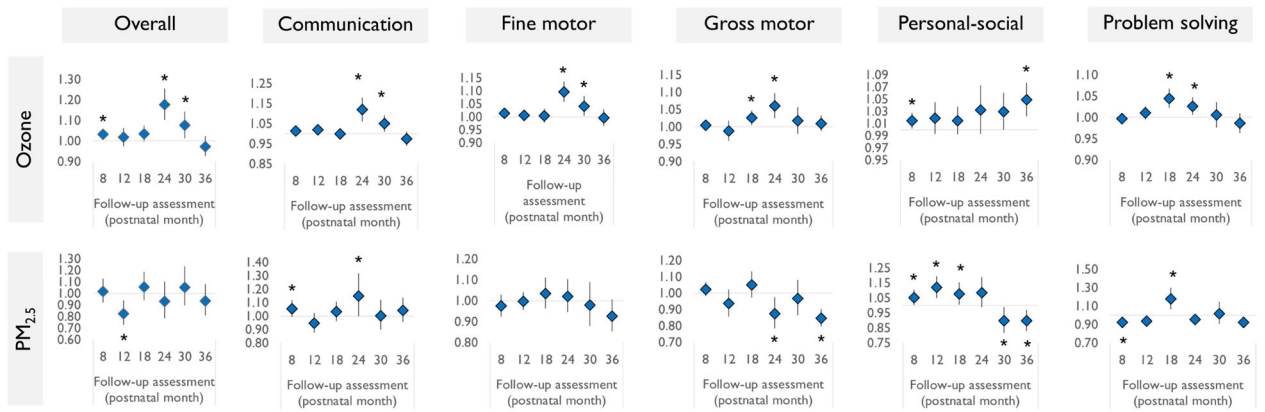 Overall
Communication
Fine motor
Gross motor
Personal-social
Problem solving
Ozone
1.30
1.20
1.10
1.00
0.90
*
*
*
8 12 18 24 30 36
Follow-up assessment
(postnatal month)
1.25
1.15
1.05
0.95
0.85
*
*
8 12 18 24 30 36
Follow-up assessment
(postnatal month)
1.15
1.10
1.05
1.00
0.95
0.90
*
*
8 12 18 24 30 36
Follow-up
assessment
(postnatal month)
1.15
1.10
1.05
1.00
0.95
0.90
*
*
8 12 18 24 30 36
Follow-up assessment
(postnatal month)
1.09
1.07
1.05
1.03
1.01
0.99
0.97
0.95
*
*
8 12 18 24 30 36
Follow-up assessment
(postnatal month)
1.10
1.05
1.00
0.95
0.90
*
*
8 12 18 24 30 36
Follow-up assessment
(postnatal month)
PM2.5
1.30
1.20
1.10
1.00
0.90
0.80
0.70
0.60
*
8 12 18 24 30 36
Follow-up assessment
(postnatal month)
1.40
1.30
1.20
1.10
1.00
0.90
0.80
*
*
8 12 18 24 30 36
Follow-up assessment
(postnatal month)
1.20
1.10
1.00
0.90
0.80
8 12 18 24 30 36
Follow-up assessment
(postnatal month)
1.20
1.10
1.00
0.90
0.80
0.70
*
*
8 12 18 24 30 36
Follow-up assessment
(postnatal month)
1.25
1.15
1.05
0.95
0.85
0.75
*
*
*
*
*
8 12 18 24 30 36
Follow-up assessment
(postnatal month)
1.50
1.30
1.10
0.90
0.70
*
*
8 12 18 24 30 36
Follow-up assessment
(postnatal month)